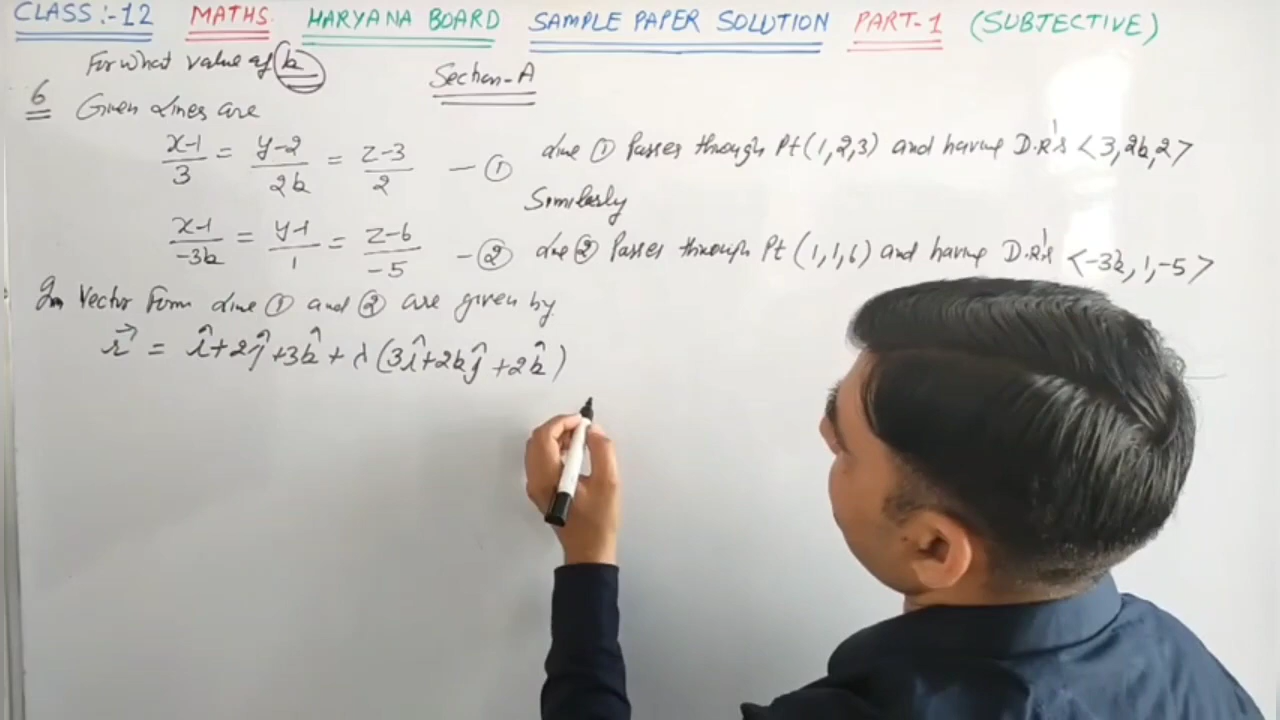 CLASS:-12 MATHS. HARYANA BOARD SAMPLE PAPER SOLUTION PART-1 (SUBJECTIVE)
For what value of k
Section-A
6 Given Lines are
x-1/3 = y-2/2k = z-3/2 — ①
Line ① Passes through Pt (1,2,3) and having D.R's <3,2k,2>
Similarly
x-1/-3k = y-1/1 = z-6/-5 — ②
Line ② Passes through Pt (1,1,6) and having D.R's <-3k,1,-5>
In Vector Form Line ① and ② are given by
r⃗ = î+2ĵ+3k̂+λ(3î+2kĵ+2k̂)